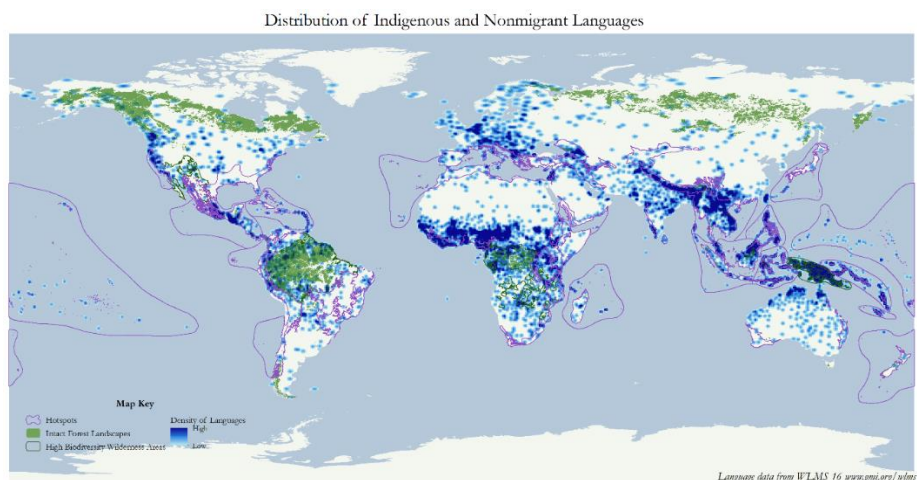 Distribution of Indigenous and Nonmigrant Languages
Map Key
Hotspots
Intact Forest Landscapes
High Biodiversity Wilderness Areas
Density of Languages
High
Low
Language data from WLMS 16 www.gmi.org/wlms